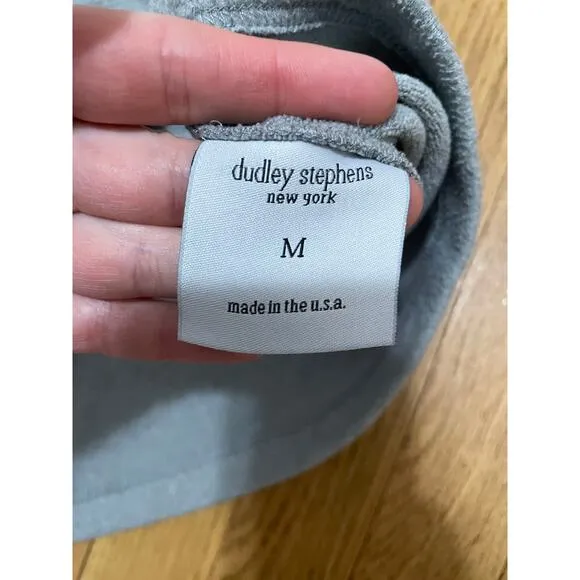 dudley stephens
new york
M
made in the u.s.a.